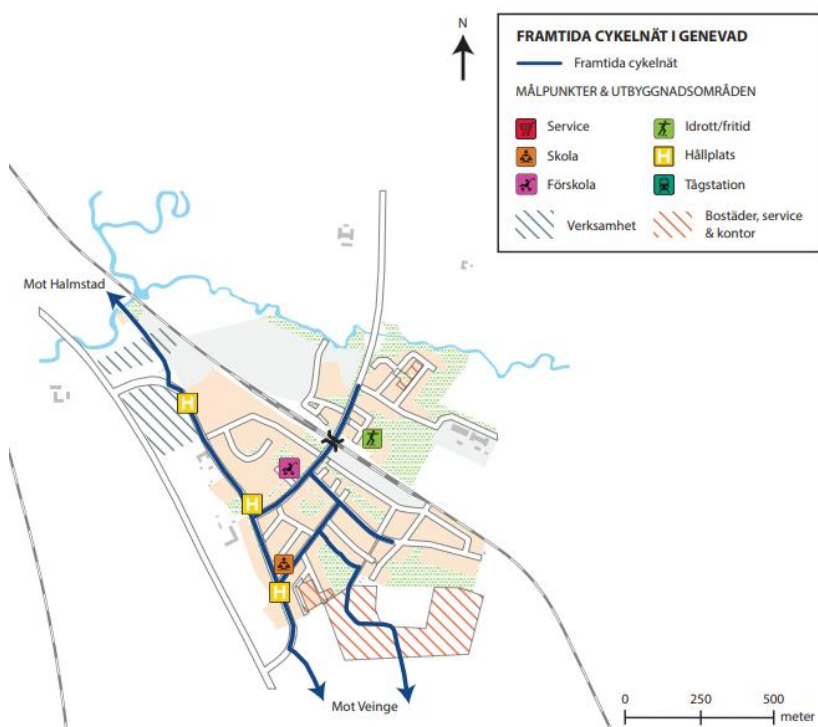 N
FRAMTIDA CYKELNÄT I GENEVAD
Framtida cykelnät
MÅLPUNKTER & UTBYGGNADSOMRÅDEN
Service
Idrott/fritid
Skola
H
Hållplats
Förskola
Tågstation
Verksamhet
Bostäder, service
& kontor
Mot Halmstad
H
H
H
Mot Veinge
0
250
500
meter